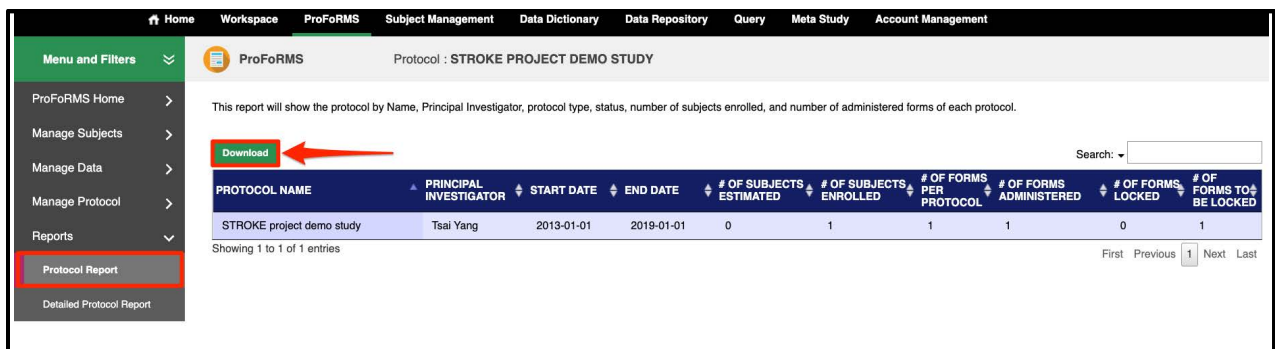 Home Workspace ProFoRMS Subject Management Data Dictionary Data Repository Query Meta Study Account Management
Menu and Filters
ProFoRMS Protocol : STROKE PROJECT DEMO STUDY
ProFoRMS Home
Manage Subjects
Manage Data
Manage Protocol
Reports
Protocol Report
Detailed Protocol Report
This report will show the protocol by Name, Principal Investigator, protocol type, status, number of subjects enrolled, and number of administered forms of each protocol.
Download
Search:
PROTOCOL NAME PRINCIPAL INVESTIGATOR START DATE END DATE # OF SUBJECTS ESTIMATED # OF SUBJECTS ENROLLED # OF FORMS PER PROTOCOL # OF FORMS ADMINISTERED # OF FORMS LOCKED # OF FORMS TO BE LOCKED
STROKE project demo study Tsai Yang 2013-01-01 2019-01-01 0 1 1 1 0 1
Showing 1 to 1 of 1 entries
First Previous 1 Next Last